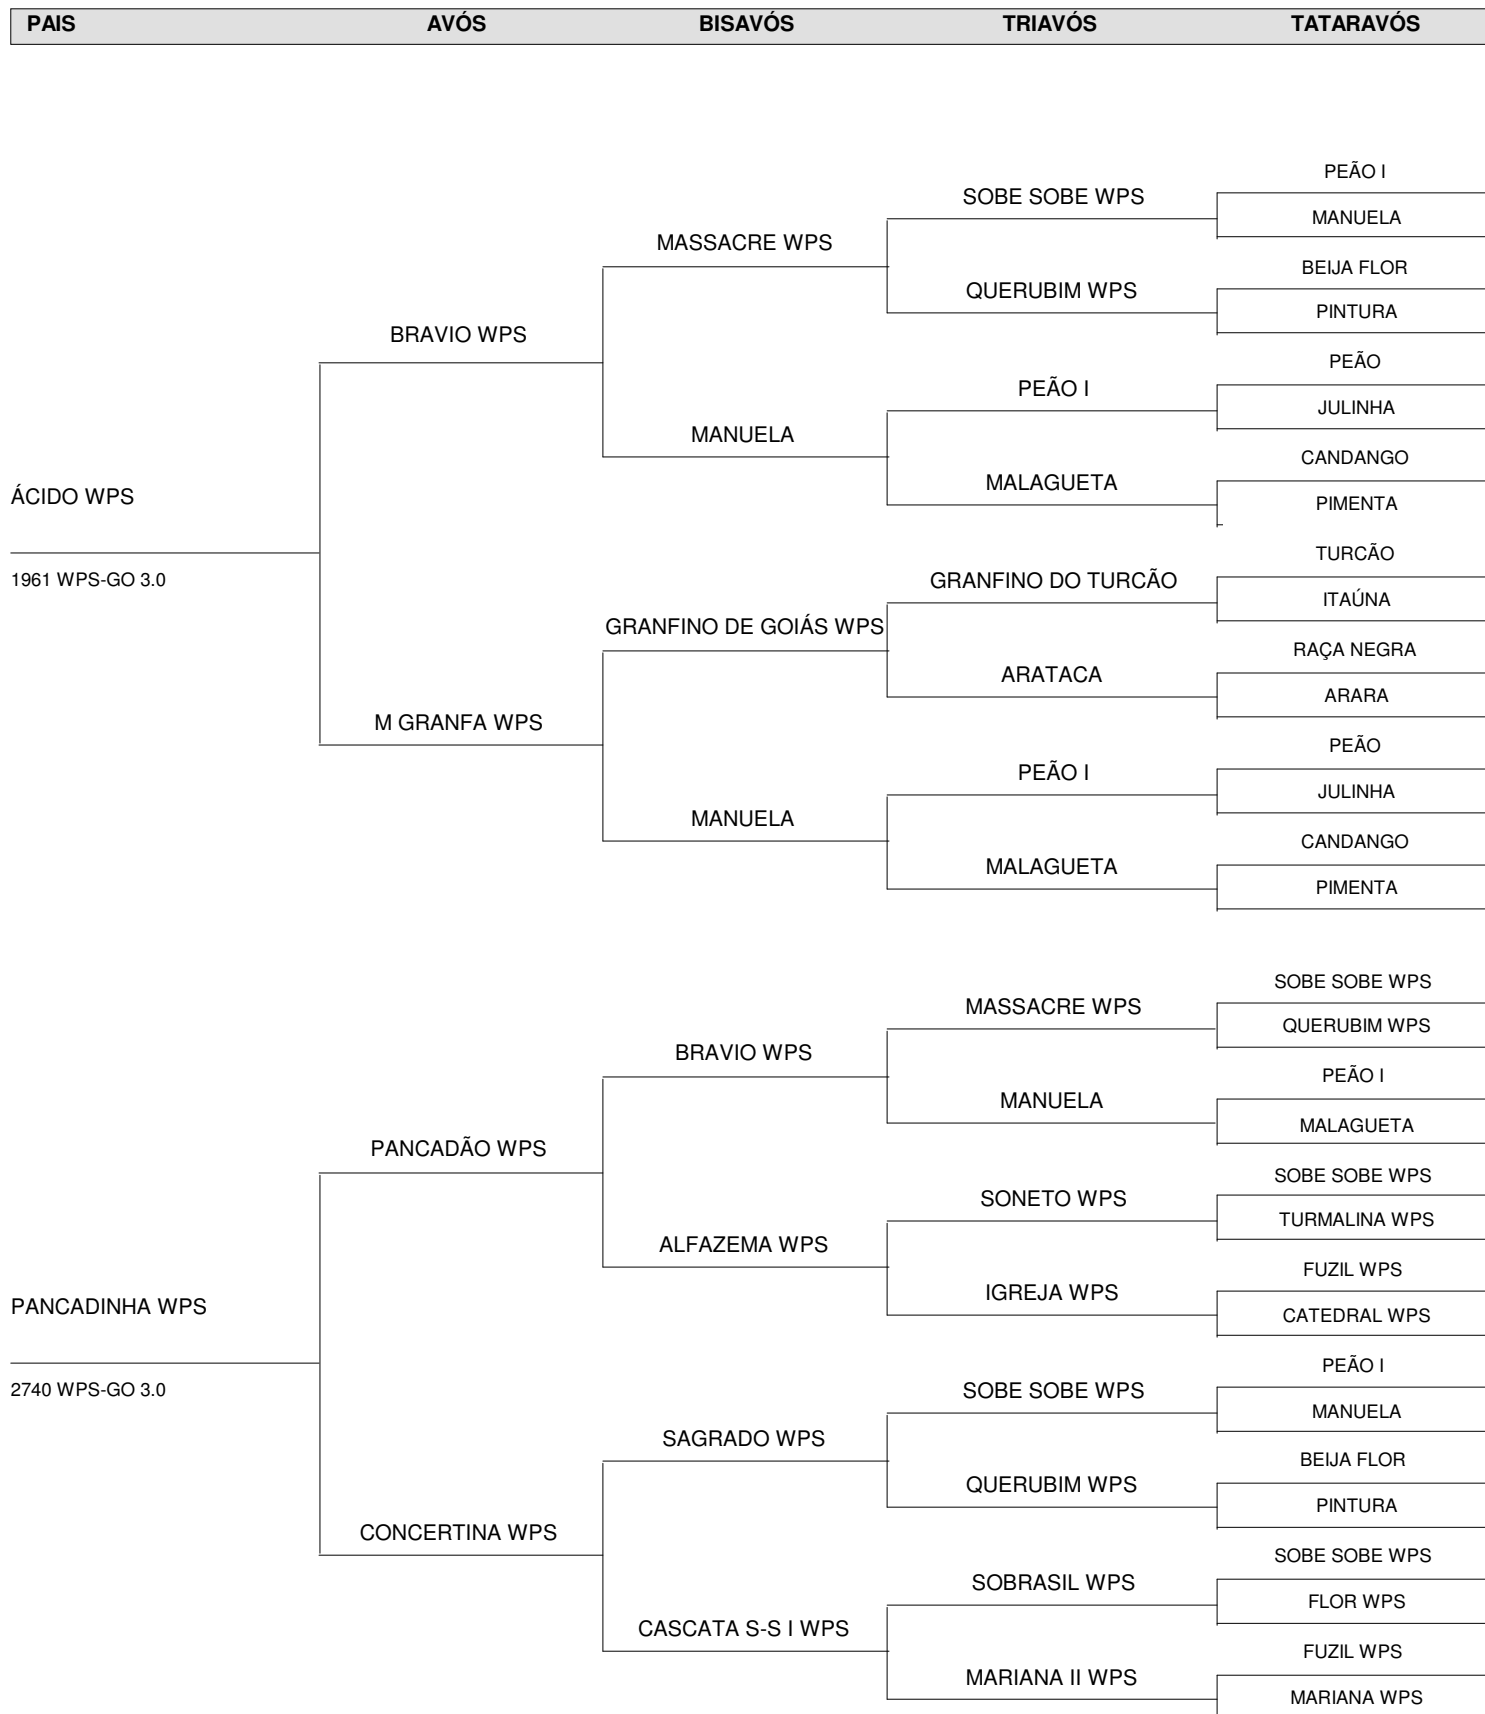 PAIS AVÓS BISAVÓS TRIAVÓS TATARAVÓS
PEÃO I
SOBE SOBE WPS
MANUELA
MASSACRE WPS
BEIJA FLOR
QUERUBIM WPS
PINTURA
BRAVIO WPS
PEÃO
PEÃO I
JULINHA
MANUELA
CANDANGO
MALAGUETA
PIMENTA
ÁCIDO WPS
1961 WPS-GO 3.0
TURCÃO
GRANFINO DO TURCÃO
ITAÚNA
GRANFINO DE GOIÁS WPS
RAÇA NEGRA
ARATACA
ARARA
M GRANFA WPS
PEÃO
PEÃO I
JULINHA
MANUELA
CANDANGO
MALAGUETA
PIMENTA
SOBE SOBE WPS
MASSACRE WPS
QUERUBIM WPS
BRAVIO WPS
PEÃO I
MANUELA
MALAGUETA
PANCADÃO WPS
SOBE SOBE WPS
SONETO WPS
TURMALINA WPS
ALFAZEMA WPS
FUZIL WPS
IGREJA WPS
CATEDRAL WPS
PANCADINHA WPS
2740 WPS-GO 3.0
PEÃO I
SOBE SOBE WPS
MANUELA
SAGRADO WPS
BEIJA FLOR
QUERUBIM WPS
PINTURA
CONCERTINA WPS
SOBE SOBE WPS
SOBRASIL WPS
FLOR WPS
CASCATA S-S I WPS
FUZIL WPS
MARIANA II WPS
MARIANA WPS